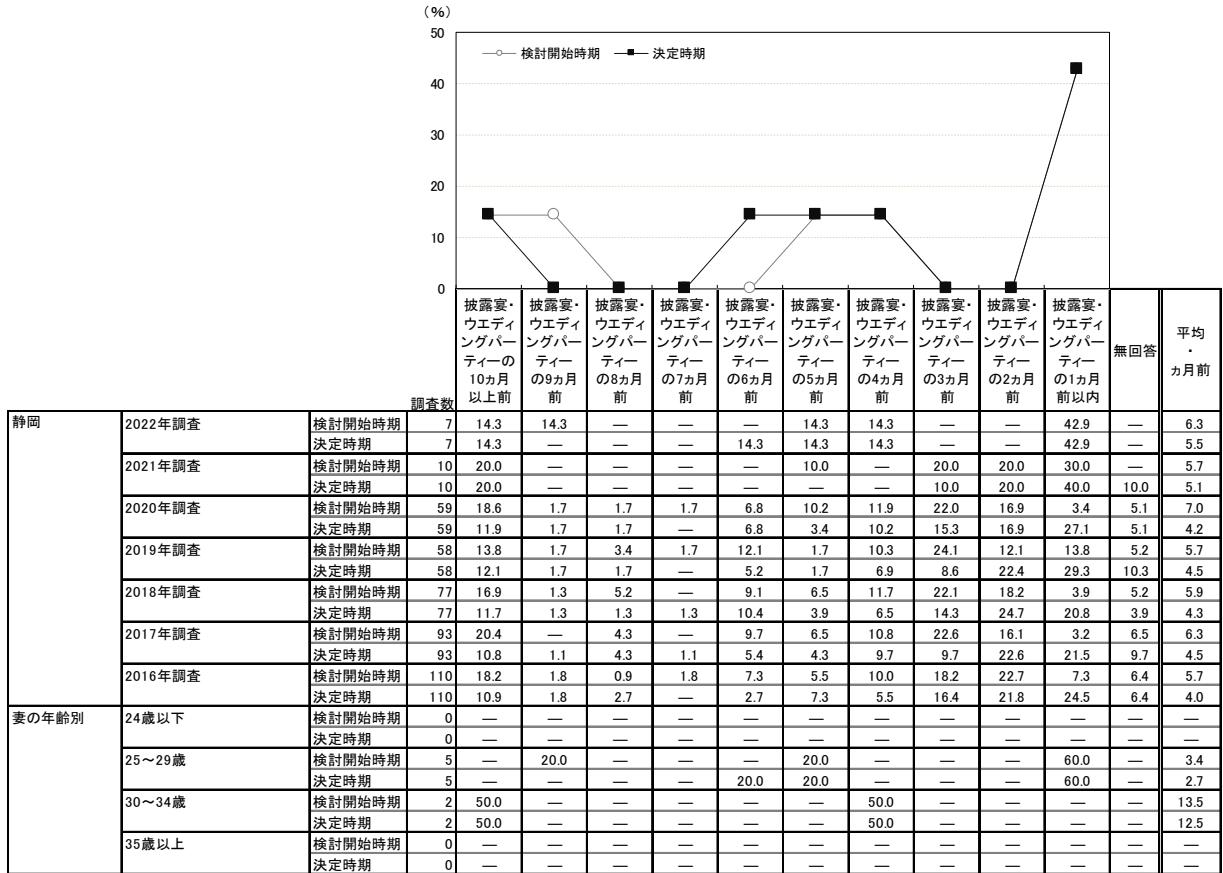 （％）
50
40
30
20
10
0
検討開始時期 決定時期
調査数
披露宴・ウエディングパーティーの10ヵ月以上前
披露宴・ウエディングパーティーの9ヵ月前
披露宴・ウエディングパーティーの8ヵ月前
披露宴・ウエディングパーティーの7ヵ月前
披露宴・ウエディングパーティーの6ヵ月前
披露宴・ウエディングパーティーの5ヵ月前
披露宴・ウエディングパーティーの4ヵ月前
披露宴・ウエディングパーティーの3ヵ月前
披露宴・ウエディングパーティーの2ヵ月前
披露宴・ウエディングパーティーの1ヵ月前以内
無回答
平均・ヵ月前
静岡 2022年調査 検討開始時期 7 14.3 14.3 — — — 14.3 14.3 — — 42.9 — 6.3
決定時期 7 14.3 — — — 14.3 14.3 14.3 — — 42.9 — 5.5
2021年調査 検討開始時期 10 20.0 — — — — 10.0 — 20.0 20.0 30.0 — 5.7
決定時期 10 20.0 — — — — — — 10.0 20.0 40.0 10.0 5.1
2020年調査 検討開始時期 59 18.6 1.7 1.7 1.7 6.8 10.2 11.9 22.0 16.9 3.4 5.1 7.0
決定時期 59 11.9 1.7 1.7 — 6.8 3.4 10.2 15.3 16.9 27.1 5.1 4.2
2019年調査 検討開始時期 58 13.8 1.7 3.4 1.7 12.1 1.7 10.3 24.1 12.1 13.8 5.2 5.7
決定時期 58 12.1 1.7 1.7 — 5.2 1.7 6.9 8.6 22.4 29.3 10.3 4.5
2018年調査 検討開始時期 77 16.9 1.3 5.2 — 9.1 6.5 11.7 22.1 18.2 3.9 5.2 5.9
決定時期 77 11.7 1.3 1.3 1.3 10.4 3.9 6.5 14.3 24.7 20.8 3.9 4.3
2017年調査 検討開始時期 93 20.4 — 4.3 — 9.7 6.5 10.8 22.6 16.1 3.2 6.5 6.3
決定時期 93 10.8 1.1 4.3 1.1 5.4 4.3 9.7 9.7 22.6 21.5 9.7 4.5
2016年調査 検討開始時期 110 18.2 1.8 0.9 1.8 7.3 5.5 10.0 18.2 22.7 7.3 6.4 5.7
決定時期 110 10.9 1.8 2.7 — 2.7 7.3 5.5 16.4 21.8 24.5 6.4 4.0
妻の年齢別 24歳以下 検討開始時期 0 — — — — — — — — — — — —
決定時期 0 — — — — — — — — — — — —
25～29歳 検討開始時期 5 — 20.0 — — — 20.0 — — — 60.0 — 3.4
決定時期 5 — — — — 20.0 20.0 — — — 60.0 — 2.7
30～34歳 検討開始時期 2 50.0 — — — — — 50.0 — — — — 13.5
決定時期 2 50.0 — — — — — 50.0 — — — — 12.5
35歳以上 検討開始時期 0 — — — — — — — — — — — —
決定時期 0 — — — — — — — — — — — —